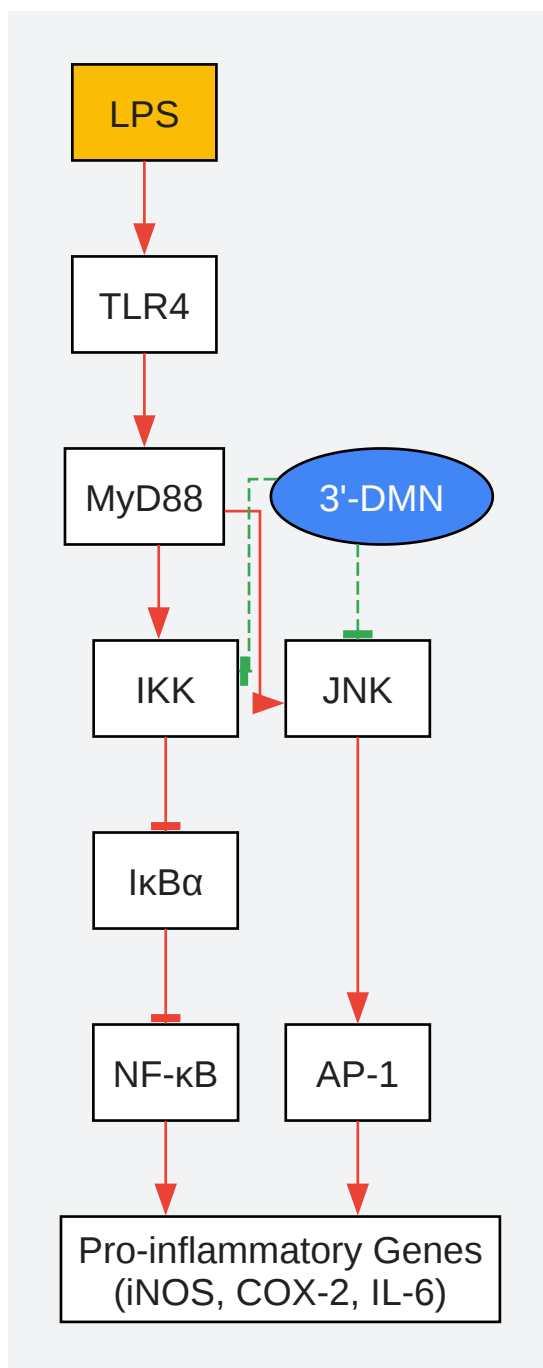 LPS
TLR4
MyD88
3'-DMN
IKK
JNK
IκBα
NF-κB
AP-1
Pro-inflammatory Genes
(iNOS, COX-2, IL-6)